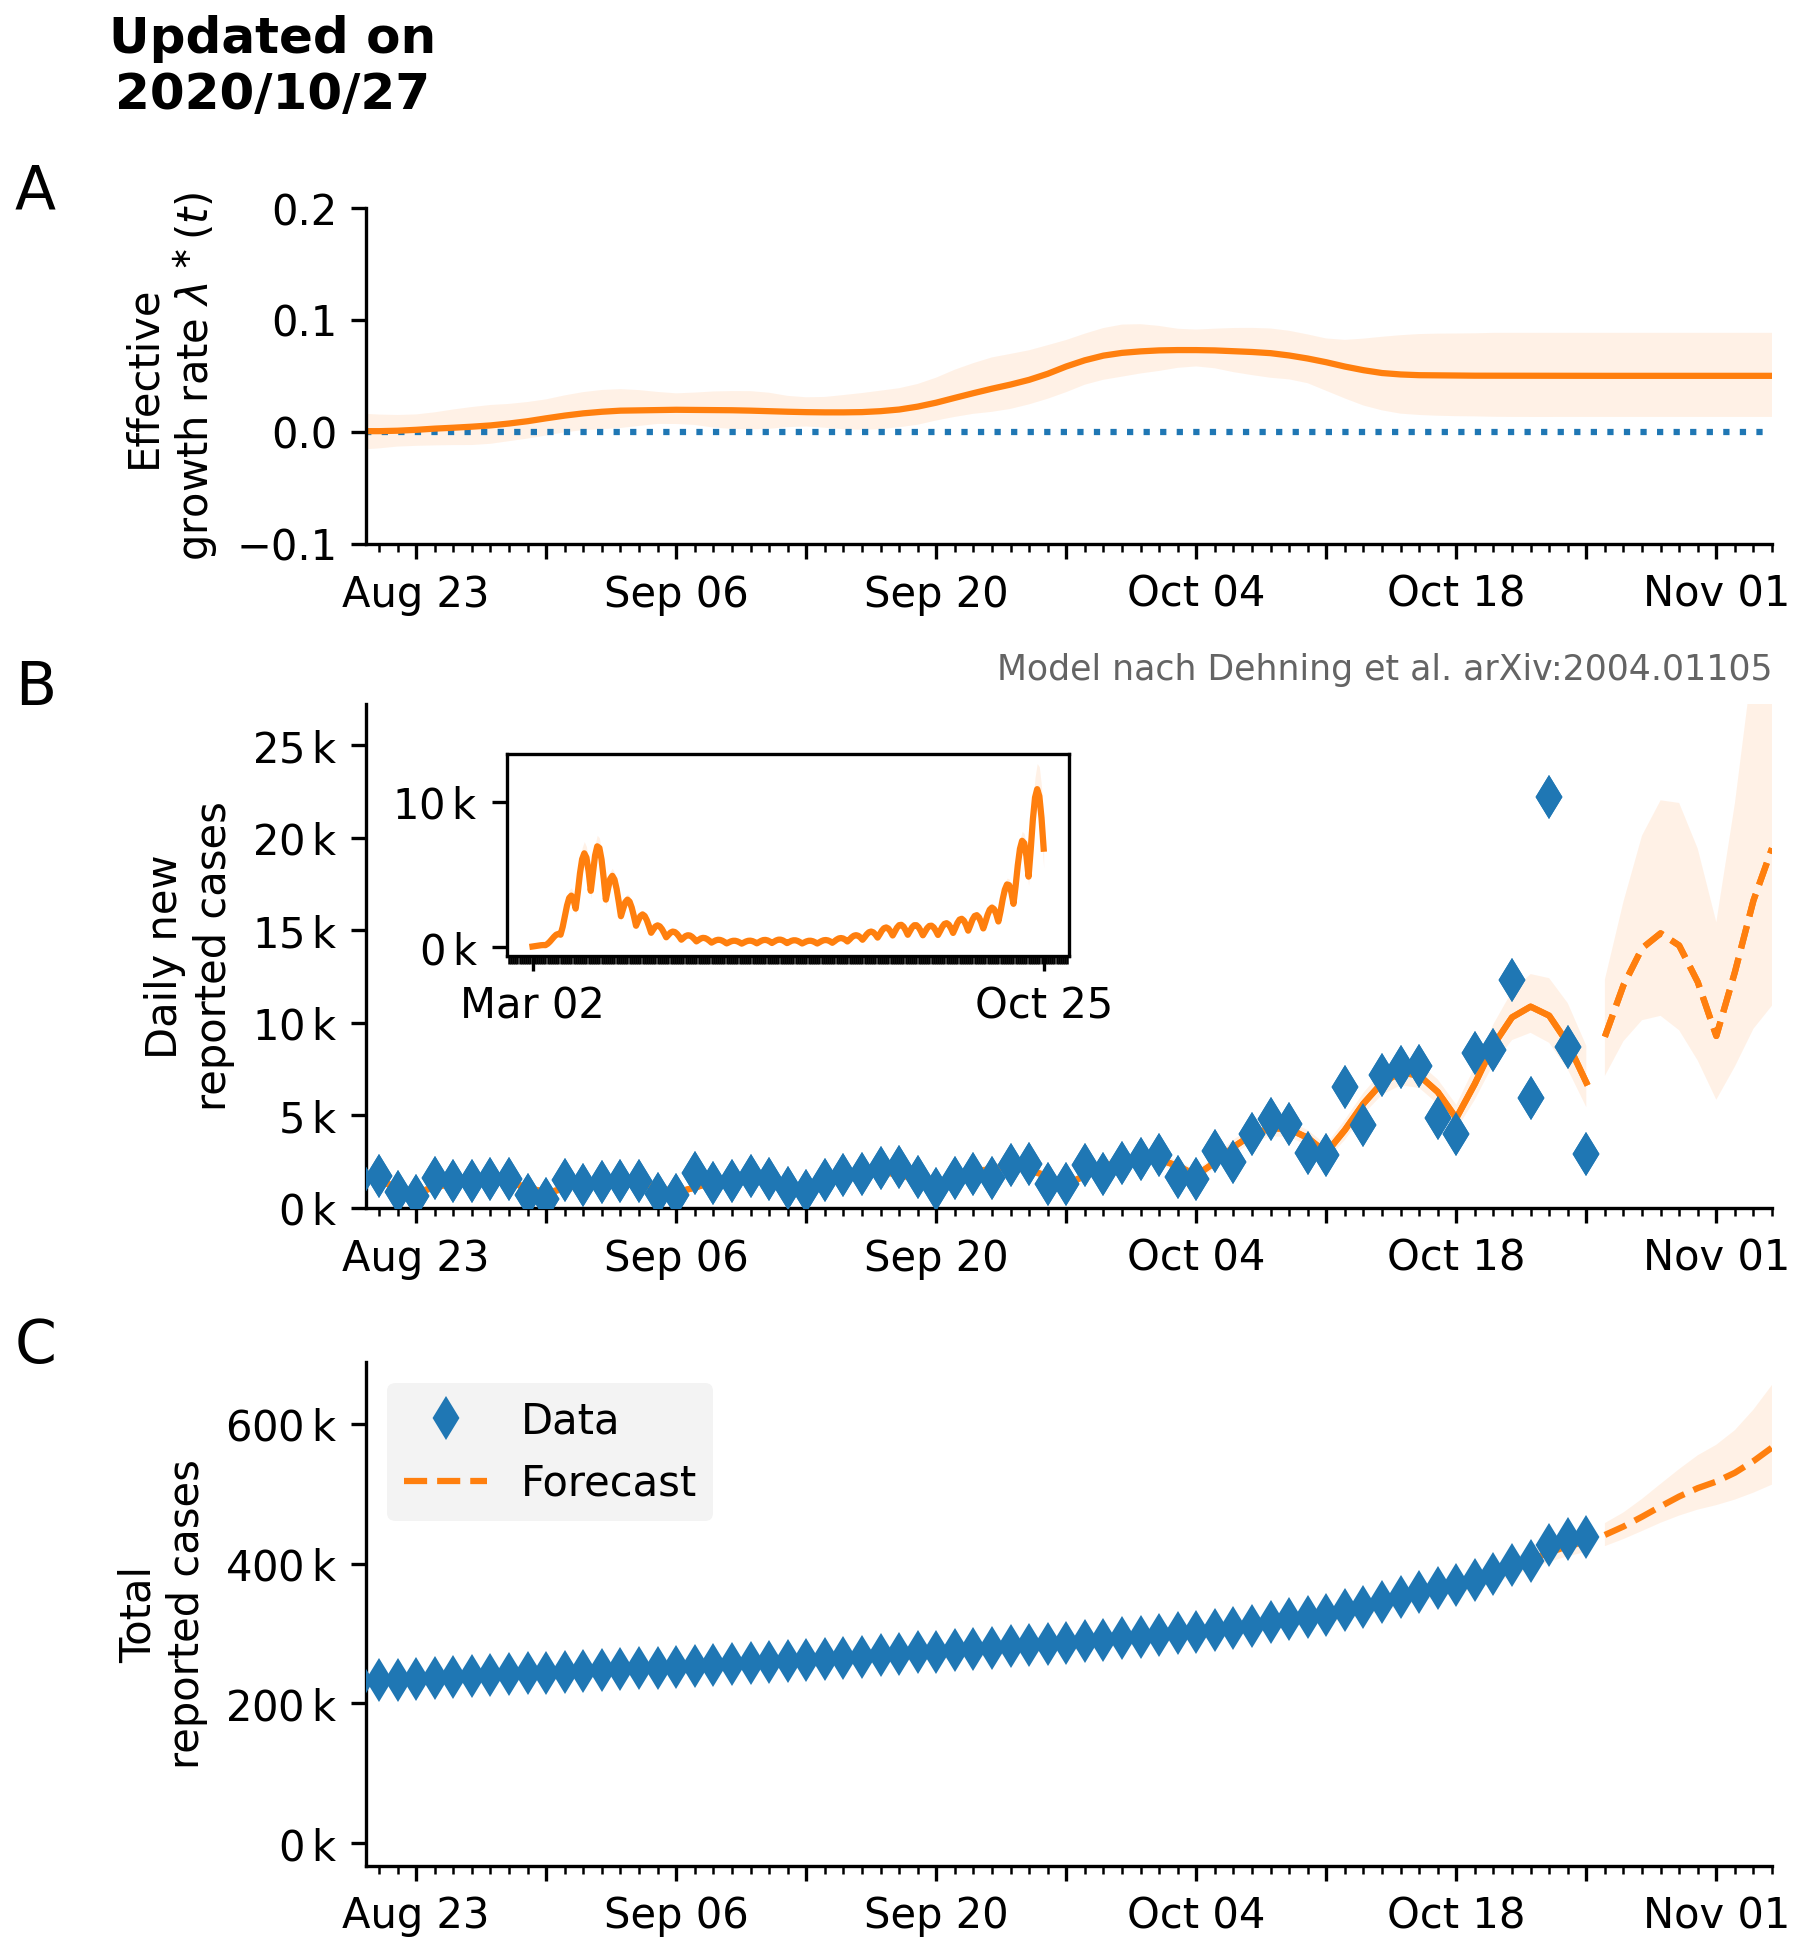 Updated on
2020/10/27
A
Effective
growth rate λ * (t)
0.2
0.1
0.0
−0.1
Aug 23
Sep 06
Sep 20
Oct 04
Oct 18
Nov 01
B
Model nach Dehning et al. arXiv:2004.01105
Daily new
reported cases
25 k
20 k
15 k
10 k
5 k
0 k
10 k
0 k
Mar 02
Oct 25
Aug 23
Sep 06
Sep 20
Oct 04
Oct 18
Nov 01
C
Total
reported cases
600 k
400 k
200 k
0 k
Data
Forecast
Aug 23
Sep 06
Sep 20
Oct 04
Oct 18
Nov 01